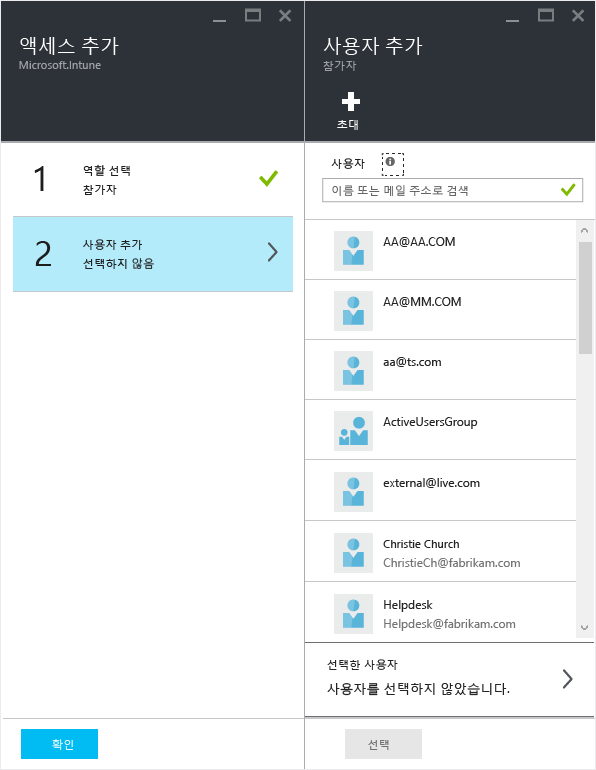 액세스 추가
Microsoft.Intune
1
역할 선택
참가자
2
사용자 추가
선택하지 않음
확인
사용자 추가
참가자
초대
사용자
이름 또는 메일 주소로 검색
AA@AA.COM
AA@MM.COM
aa@ts.com
ActiveUsersGroup
external@live.com
Christie Church
ChristieCh@fabrikam.com
Helpdesk
Helpdesk@fabrikam.com
선택한 사용자
사용자를 선택하지 않았습니다.
선택